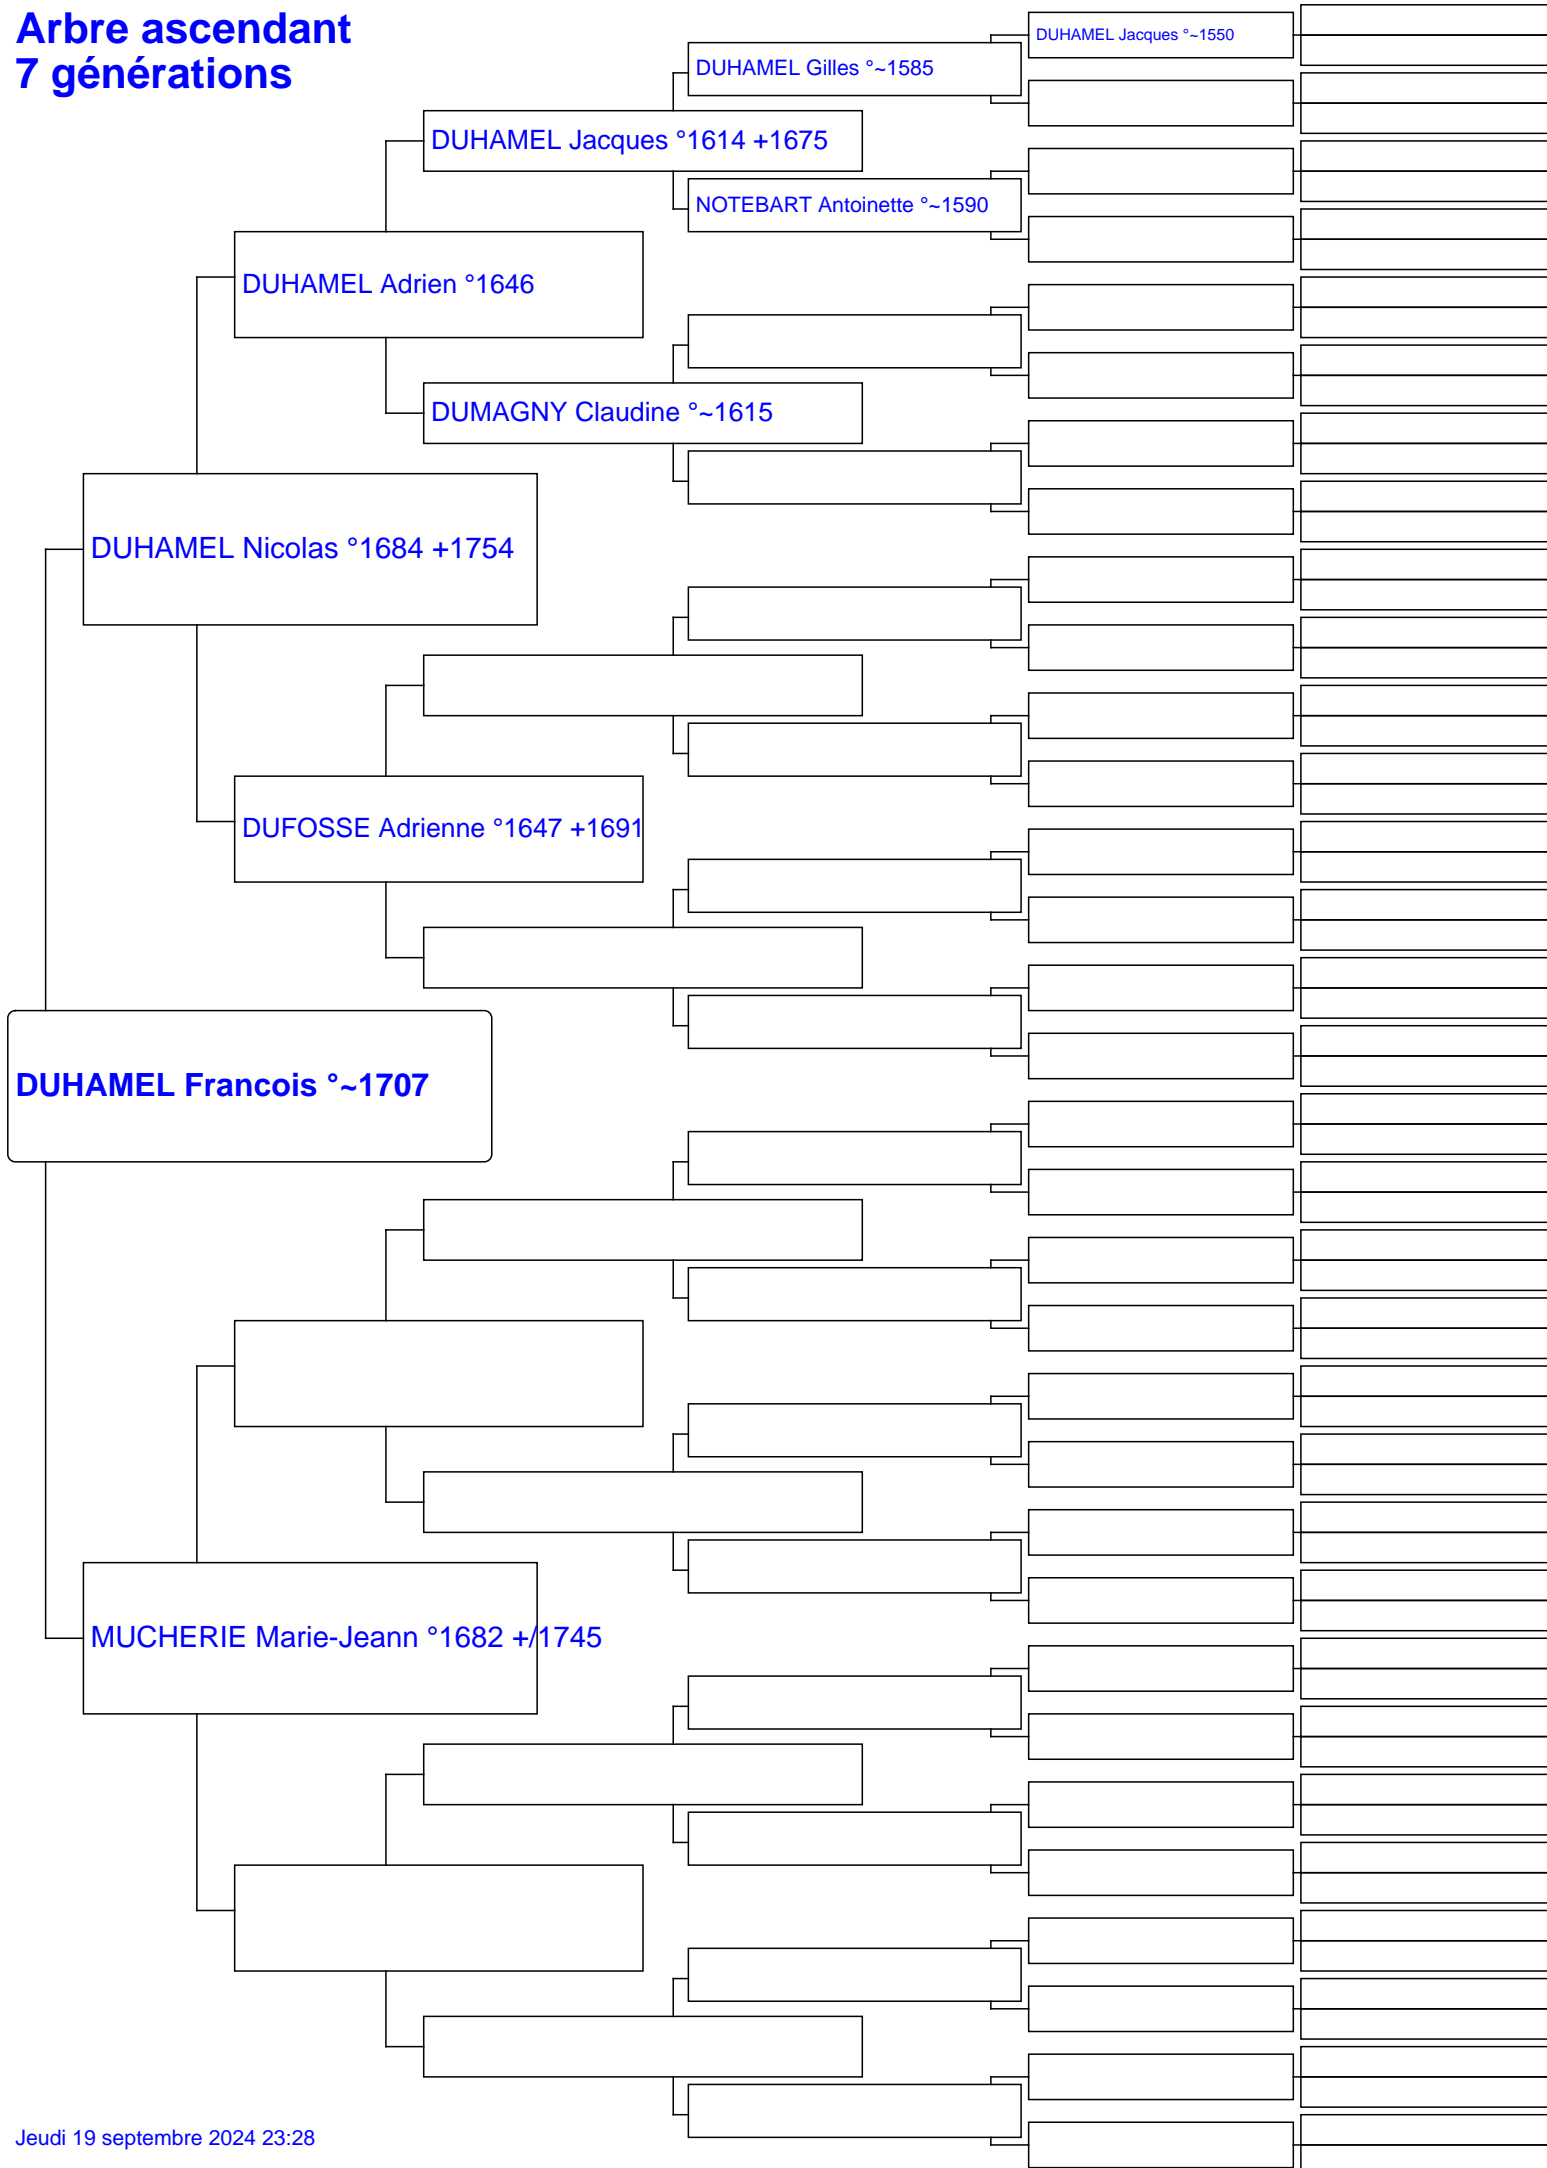 Arbre ascendant
7 générations
DUHAMEL Jacques °~1550
DUHAMEL Gilles °~1585
DUHAMEL Jacques °1614 +1675
NOTEBART Antoinette °~1590
DUHAMEL Adrien °1646
DUMAGNY Claudine °~1615
DUHAMEL Nicolas °1684 +1754
DUFOSSE Adrienne °1647 +1691
DUHAMEL Francois °~1707
MUCHERIE Marie-Jeann °1682 +/1745
Jeudi 19 septembre 2024 23:28